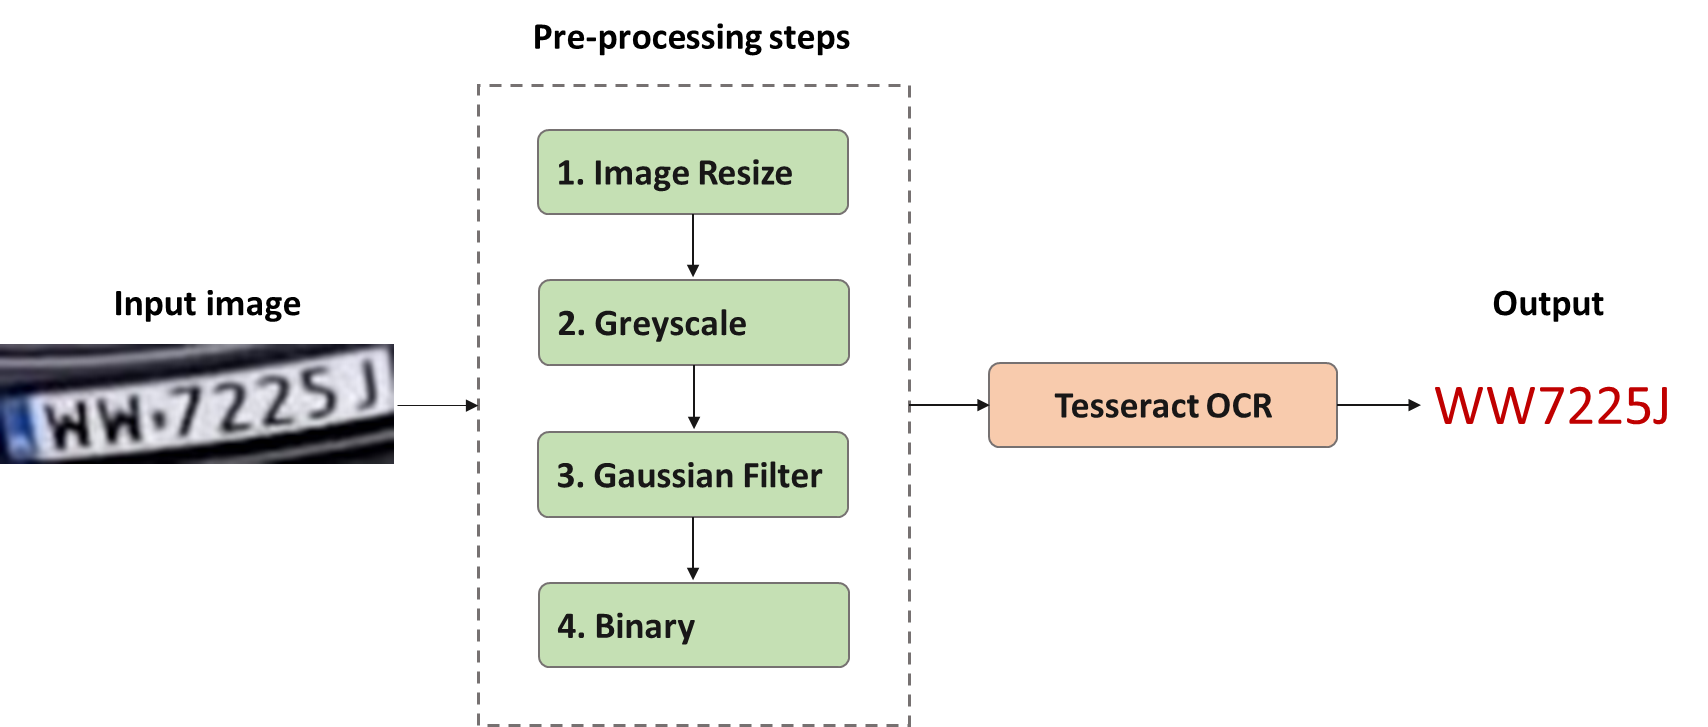 Pre-processing steps
1. Image Resize
2. Greyscale
3. Gaussian Filter
4. Binary
Input image
WW 7225J
Tesseract OCR
Output
WW7225J